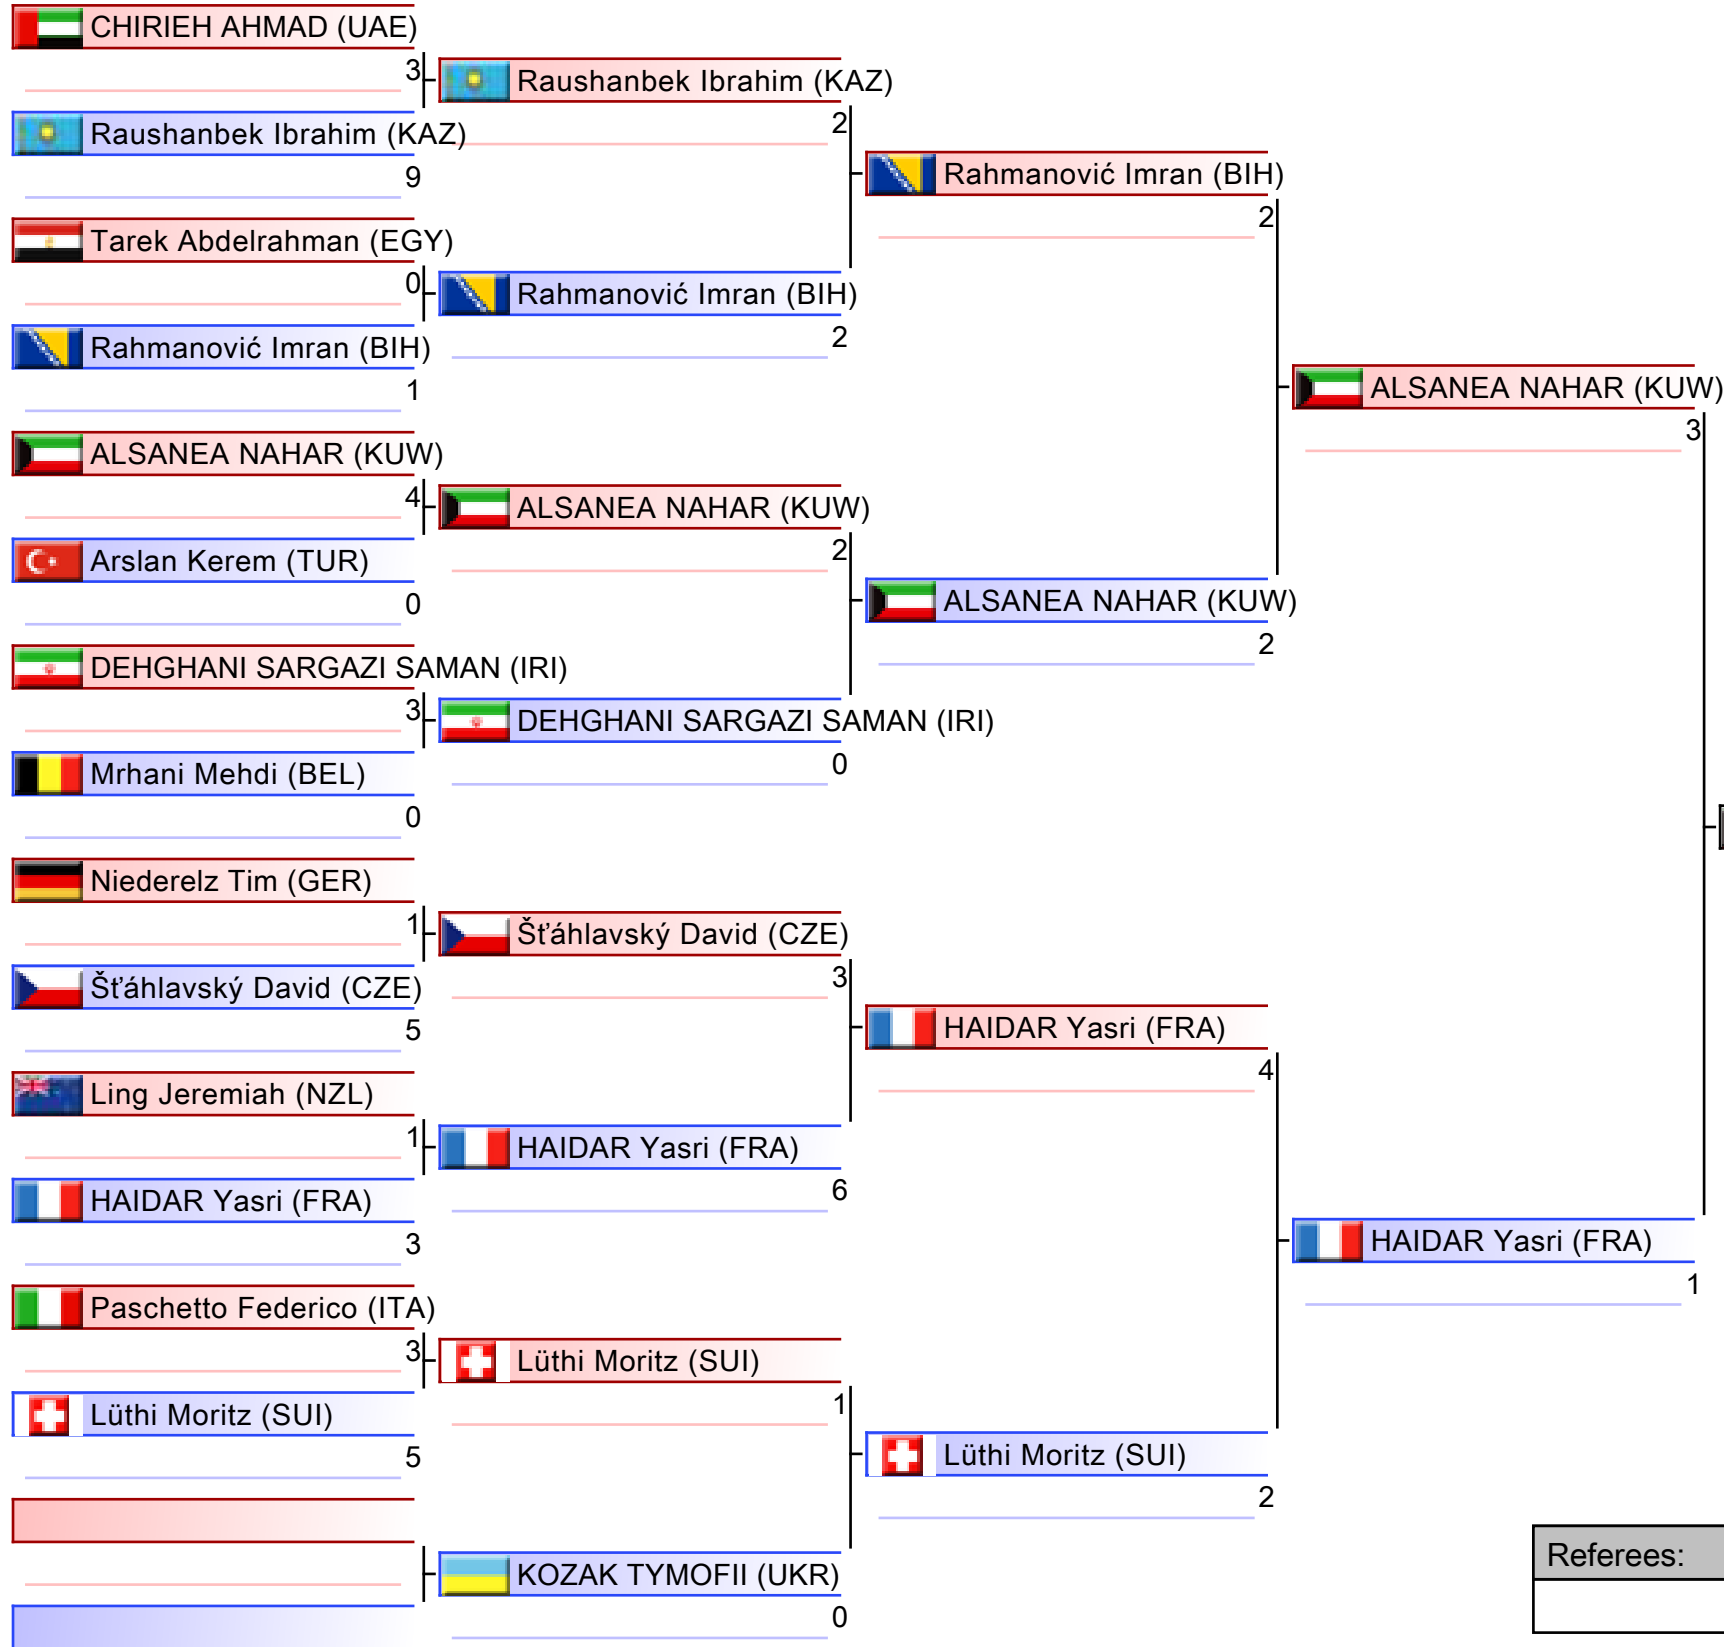 CHIRIEH AHMAD (UAE)
3
Raushanbek Ibrahim (KAZ)
9
Tarek Abdelrahman (EGY)
0
Rahmanović Imran (BIH)
1
ALSANEA NAHAR (KUW)
4
Arslan Kerem (TUR)
0
DEHGHANI SARGAZI SAMAN (IRI)
3
Mrhani Mehdi (BEL)
0
Niederelz Tim (GER)
1
Šťáhlavský David (CZE)
5
Ling Jeremiah (NZL)
1
HAIDAR Yasri (FRA)
3
Paschetto Federico (ITA)
3
Lüthi Moritz (SUI)
5
Raushanbek Ibrahim (KAZ)
2
Rahmanović Imran (BIH)
2
ALSANEA NAHAR (KUW)
2
DEHGHANI SARGAZI SAMAN (IRI)
0
Šťáhlavský David (CZE)
3
HAIDAR Yasri (FRA)
6
Lüthi Moritz (SUI)
1
KOZAK TYMOFII (UKR)
0
Rahmanović Imran (BIH)
2
ALSANEA NAHAR (KUW)
2
HAIDAR Yasri (FRA)
4
Lüthi Moritz (SUI)
2
ALSANEA NAHAR (KUW)
3
HAIDAR Yasri (FRA)
1
Referees: